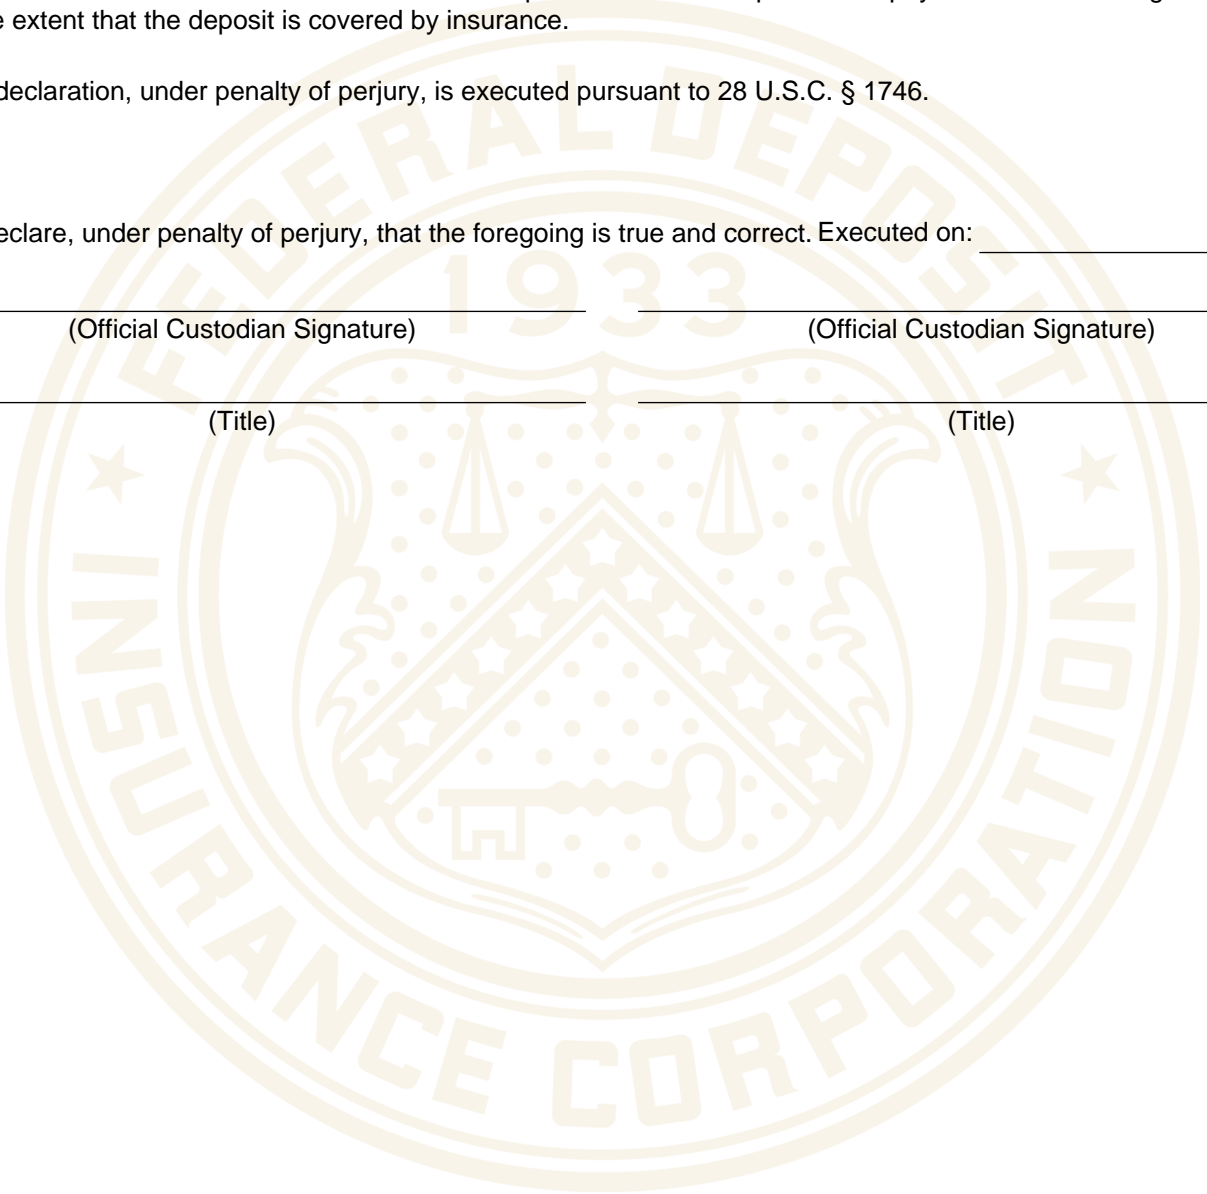 extent that the deposit is covered by insurance.
declaration, under penalty of perjury, is executed pursuant to 28 U.S.C. § 1746.
eclare, under penalty of perjury, that the foregoing is true and correct. Executed on:
(Official Custodian Signature) (Official Custodian Signature)
(Title) (Title)
FEDERAL DEPOSIT
1933
INSURANCE CORPORATION